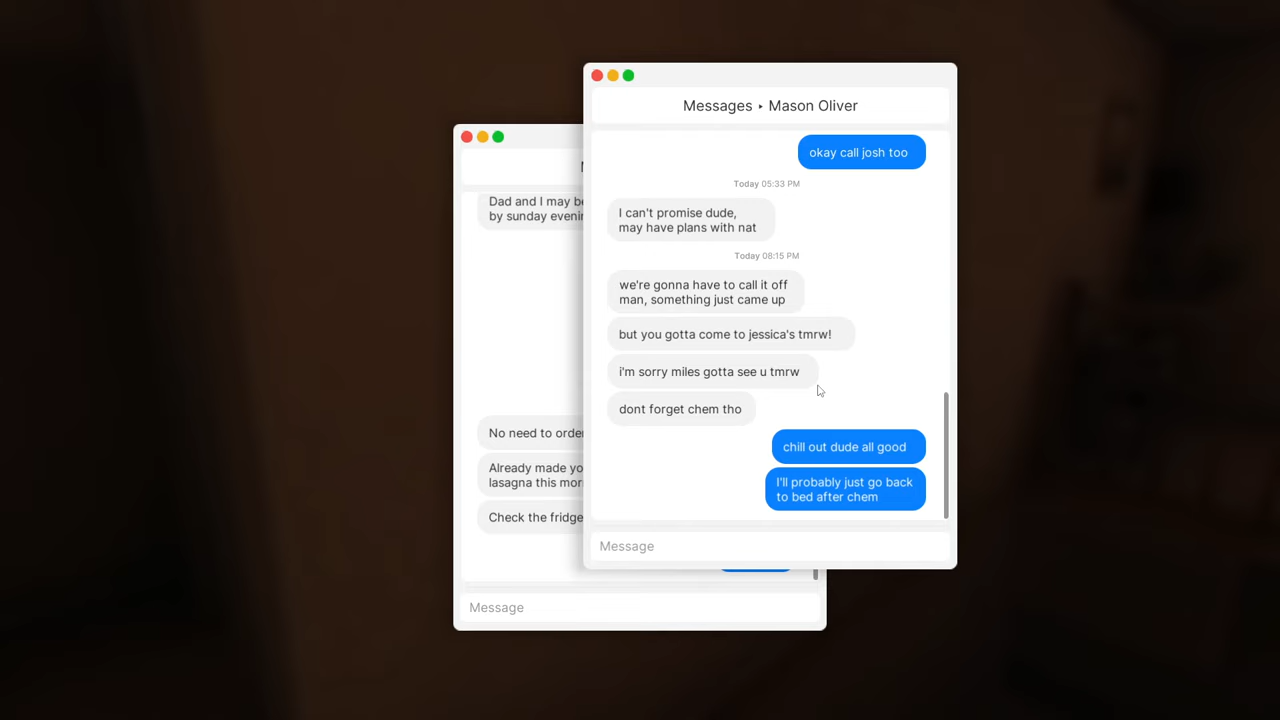 Messages ▸ Mason Oliver
okay call josh too
Today 05:33 PM
I can't promise dude,
may have plans with nat
Today 08:15 PM
we're gonna have to call it off
man, something just came up
but you gotta come to jessica's tmrw!
i'm sorry miles gotta see u tmrw
dont forget chem tho
chill out dude all good
I'll probably just go back
to bed after chem
Message
Dad and I may be
by sunday evenin
No need to orde
Already made yo
lasagna this mor
Check the fridge
Message